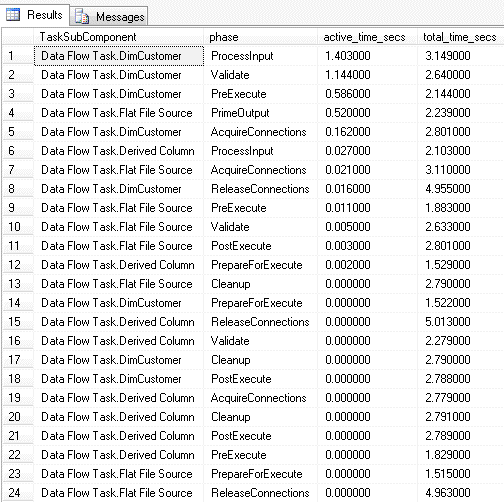 Results Messages
TaskSubComponent phase active_time_secs total_time_secs
1 Data Flow Task.DimCustomer ProcessInput 1.403000 3.149000
2 Data Flow Task.DimCustomer Validate 1.144000 2.640000
3 Data Flow Task.DimCustomer PreExecute 0.586000 2.144000
4 Data Flow Task.Flat File Source PrimeOutput 0.520000 2.239000
5 Data Flow Task.DimCustomer AcquireConnections 0.162000 2.801000
6 Data Flow Task.Derived Column ProcessInput 0.027000 2.103000
7 Data Flow Task.Flat File Source AcquireConnections 0.021000 3.110000
8 Data Flow Task.DimCustomer ReleaseConnections 0.016000 4.955000
9 Data Flow Task.Flat File Source PreExecute 0.011000 1.883000
10 Data Flow Task.Flat File Source Validate 0.005000 2.633000
11 Data Flow Task.Flat File Source PostExecute 0.003000 2.801000
12 Data Flow Task.Derived Column PrepareForExecute 0.002000 1.529000
13 Data Flow Task.Flat File Source Cleanup 0.000000 2.790000
14 Data Flow Task.DimCustomer PrepareForExecute 0.000000 1.522000
15 Data Flow Task.Derived Column ReleaseConnections 0.000000 5.013000
16 Data Flow Task.Derived Column Validate 0.000000 2.279000
17 Data Flow Task.DimCustomer Cleanup 0.000000 2.790000
18 Data Flow Task.DimCustomer PostExecute 0.000000 2.788000
19 Data Flow Task.Derived Column AcquireConnections 0.000000 2.779000
20 Data Flow Task.Derived Column Cleanup 0.000000 2.791000
21 Data Flow Task.Derived Column PostExecute 0.000000 2.789000
22 Data Flow Task.Derived Column PreExecute 0.000000 1.829000
23 Data Flow Task.Flat File Source PrepareForExecute 0.000000 1.515000
24 Data Flow Task.Flat File Source ReleaseConnections 0.000000 4.963000